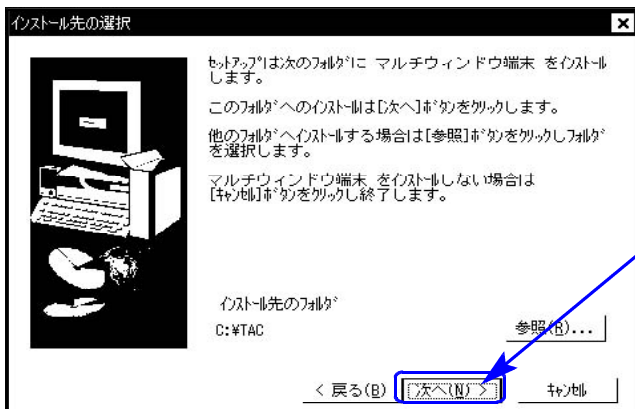 インストール先の選択
セットアップは次のフォルダに マルチウィンドウ端末 をインストール
します。
このフォルダへのインストールは[次へ]ボタンをクリックします。
他のフォルダへインストールする場合は[参照]ボタンをクリックしフォルダ
を選択します。
マルチウィンドウ端末 をインストールしない場合は
[キャンセル]ボタンをクリックし終了します。
インストール先のフォルダ
C:¥TAC
参照(R)...
< 戻る(B)
次へ(N) >
キャンセル